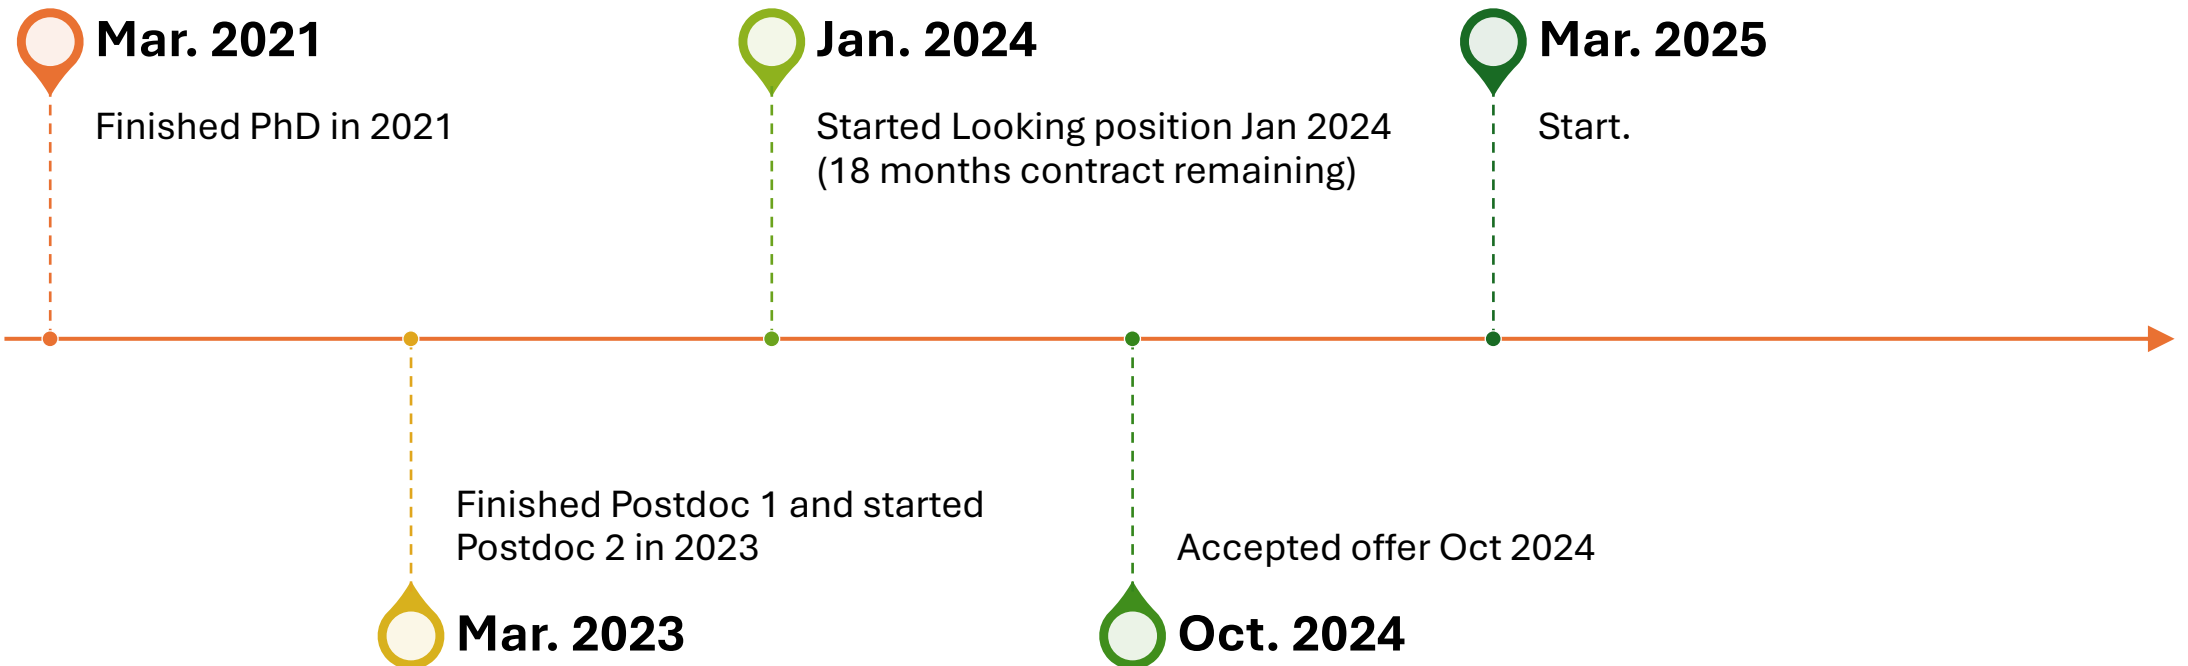 Mar. 2021
Finished PhD in 2021
Jan. 2024
Started Looking position Jan 2024
(18 months contract remaining)
Mar. 2025
Start.
Finished Postdoc 1 and started
Postdoc 2 in 2023
Mar. 2023
Accepted offer Oct 2024
Oct. 2024